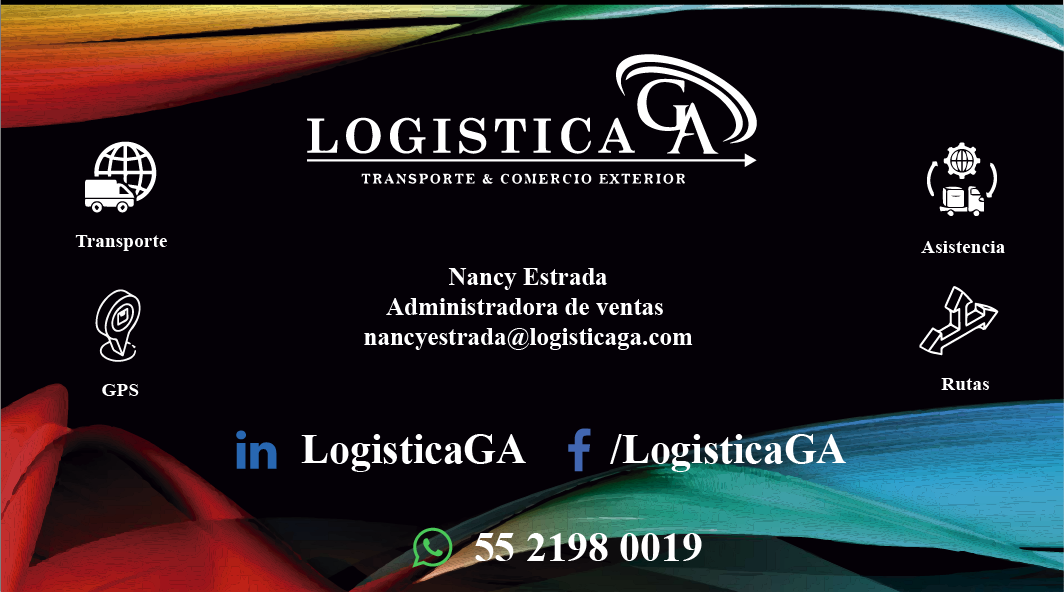 LOGISTICA GA
TRANSPORTE & COMERCIO EXTERIOR
Transporte
Asistencia
Nancy Estrada
Administradora de ventas
nancyestrada@logisticaga.com
GPS
Rutas
in LogisticaGA f /LogisticaGA
55 2198 0019